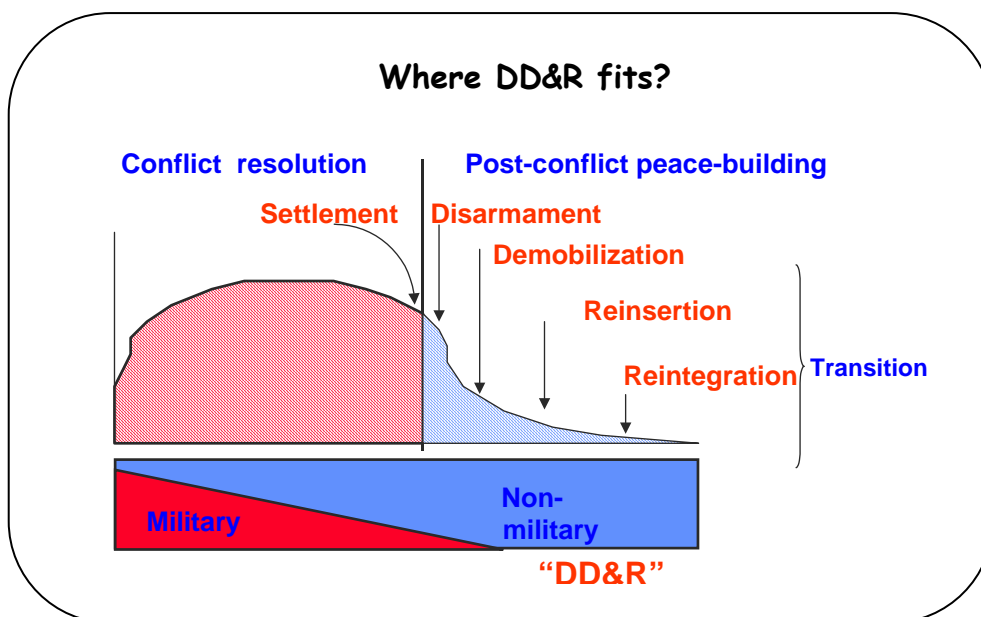 Where DD&R fits?
Conflict resolution
Post-conflict peace-building
Settlement
Disarmament
Demobilization
Reinsertion
Reintegration
Transition
Military
Non-
military
“DD&R”